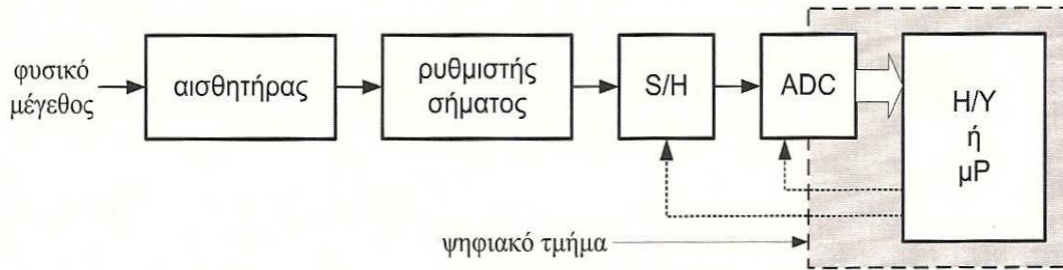 φυσικό
μέγεθος
αισθητήρας
ρυθμιστής
σήματος
S/H
ADC
Η/Υ
ή
μP
ψηφιακό τμήμα